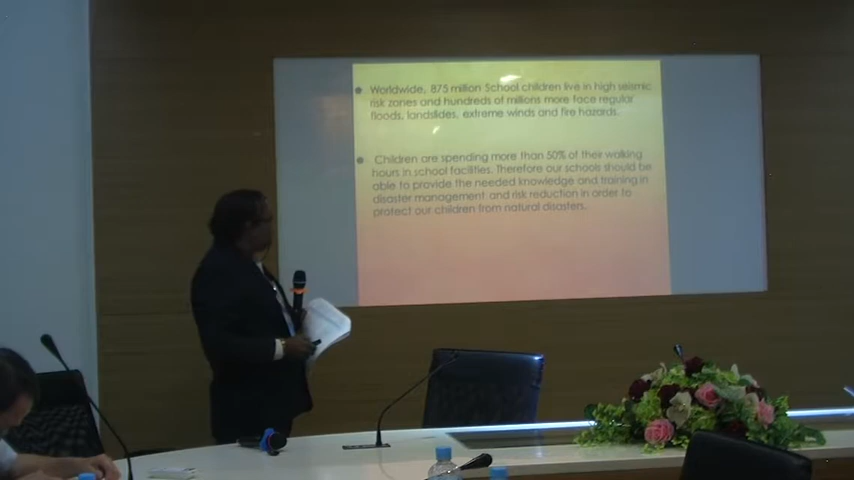 Worldwide, 875 million School children live in high seismic
risk zones and hundreds of millions more face regular
floods, landslides, extreme winds and fire hazards.
Children are spending more than 50% of their walking
hours in school facilities. Therefore our schools should be
able to provide the needed knowledge and training in
disaster management and risk reduction in order to
protect our children from natural disaster.